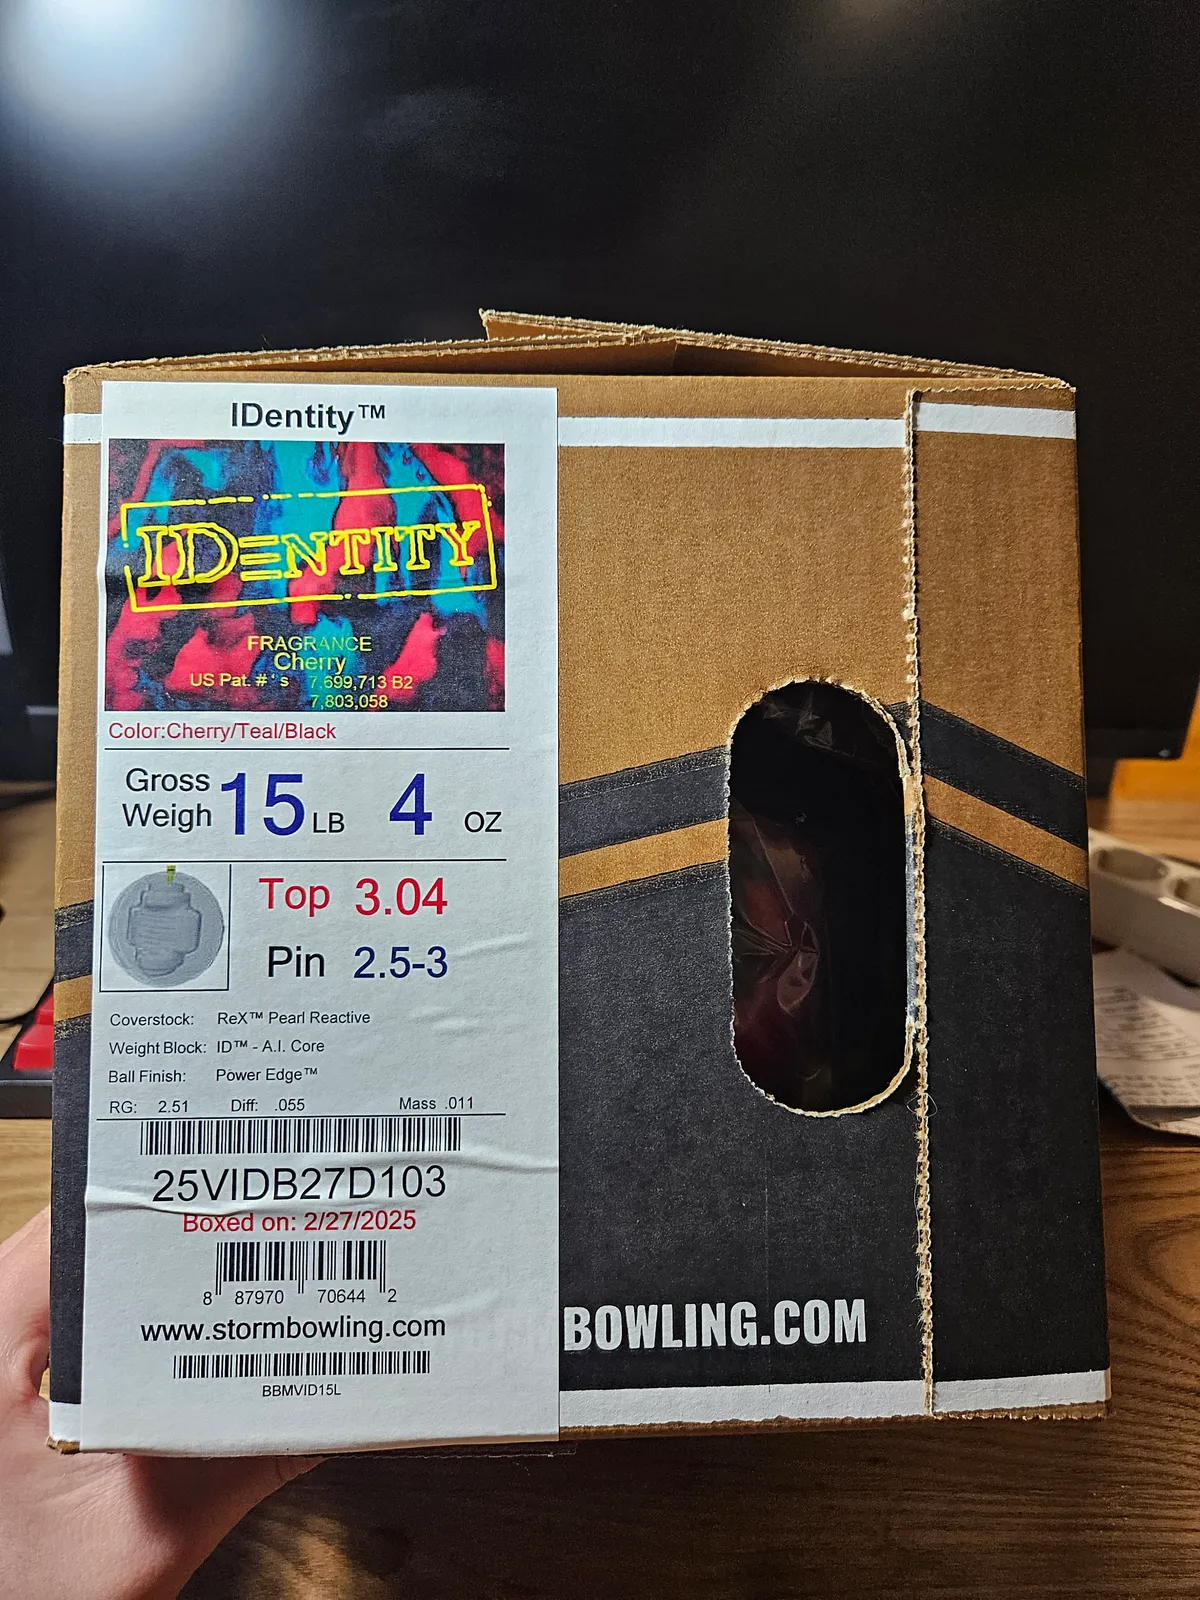 IDentity™
IDENTITY
FRAGRANCE
Cherry
US Pat. # ' s 7,699,713 B2
7,803,058
Color:Cherry/Teal/Black
Gross
Weigh 15 LB 4 OZ
Top 3.04
Pin 2.5-3
Coverstock: ReX™ Pearl Reactive
Weight Block: ID™ - A.I. Core
Ball Finish: Power Edge™
RG: 2.51 Diff: .055 Mass .011
25VIDB27D103
Boxed on: 2/27/2025
8 87970 70644 2
www.stormbowling.com
BBMVID15L
BOWLING.COM